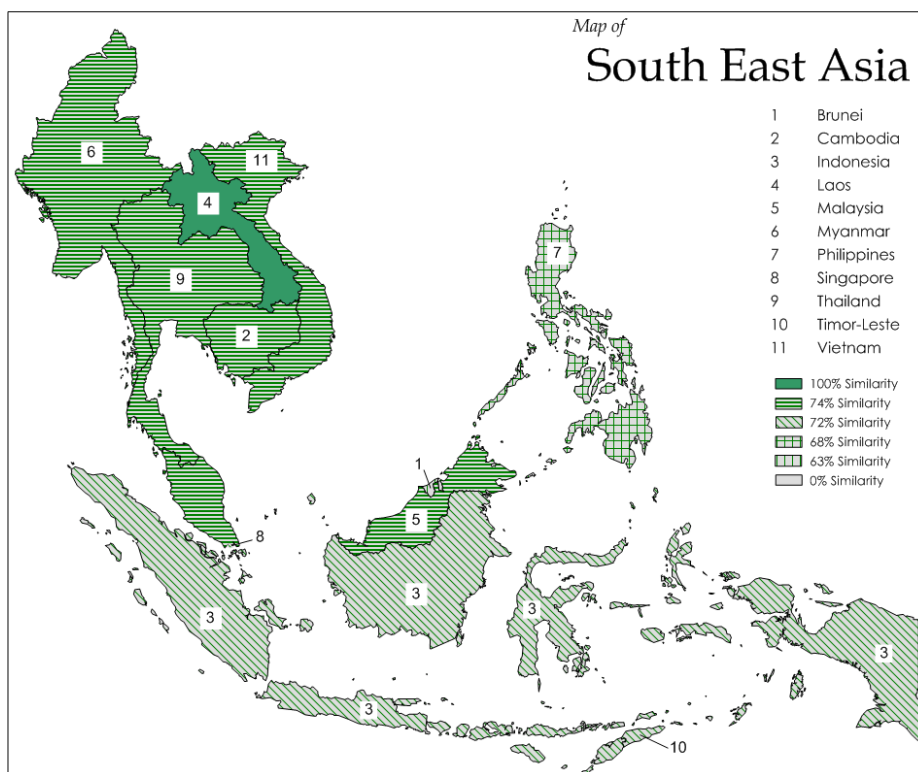 Map of
South East Asia
1 Brunei
2 Cambodia
3 Indonesia
4 Laos
5 Malaysia
6 Myanmar
7 Philippines
8 Singapore
9 Thailand
10 Timor-Leste
11 Vietnam
100% Similarity
74% Similarity
72% Similarity
68% Similarity
63% Similarity
0% Similarity
6
11
4
7
9
2
1
5
8
3
3
3
3
3
10